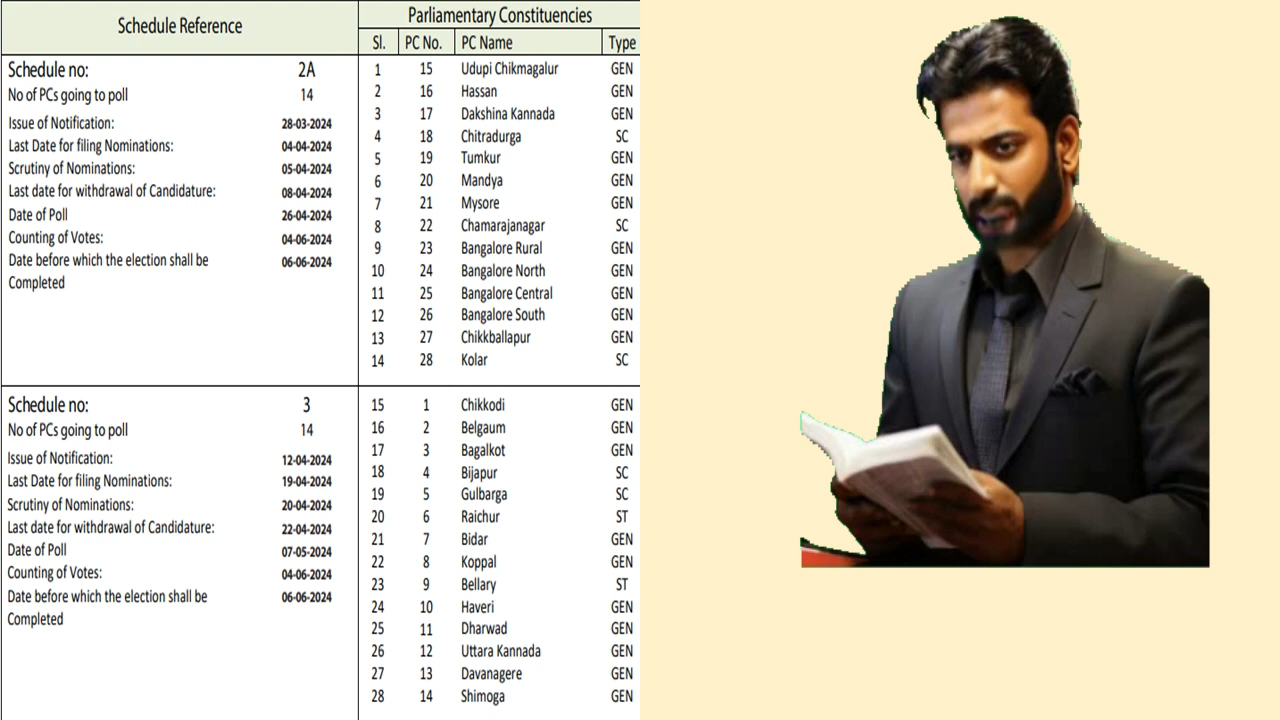 Schedule Reference
Parliamentary Constituencies
Sl. PC No. PC Name Type
Schedule no: 2A
No of PCs going to poll 14
Issue of Notification: 28-03-2024
Last Date for filing Nominations: 04-04-2024
Scrutiny of Nominations: 05-04-2024
Last date for withdrawal of Candidature: 08-04-2024
Date of Poll 26-04-2024
Counting of Votes: 04-06-2024
Date before which the election shall be 06-06-2024
Completed
1 15 Udupi Chikmagalur GEN
2 16 Hassan GEN
3 17 Dakshina Kannada GEN
4 18 Chitradurga SC
5 19 Tumkur GEN
6 20 Mandya GEN
7 21 Mysore GEN
8 22 Chamarajanagar SC
9 23 Bangalore Rural GEN
10 24 Bangalore North GEN
11 25 Bangalore Central GEN
12 26 Bangalore South GEN
13 27 Chikkballapur GEN
14 28 Kolar SC
Schedule no: 3
No of PCs going to poll 14
Issue of Notification: 12-04-2024
Last Date for filing Nominations: 19-04-2024
Scrutiny of Nominations: 20-04-2024
Last date for withdrawal of Candidature: 22-04-2024
Date of Poll 07-05-2024
Counting of Votes: 04-06-2024
Date before which the election shall be 06-06-2024
Completed
15 1 Chikkodi GEN
16 2 Belgaum GEN
17 3 Bagalkot GEN
18 4 Bijapur SC
19 5 Gulbarga SC
20 6 Raichur ST
21 7 Bidar GEN
22 8 Koppal GEN
23 9 Bellary ST
24 10 Haveri GEN
25 11 Dharwad GEN
26 12 Uttara Kannada GEN
27 13 Davanagere GEN
28 14 Shimoga GEN